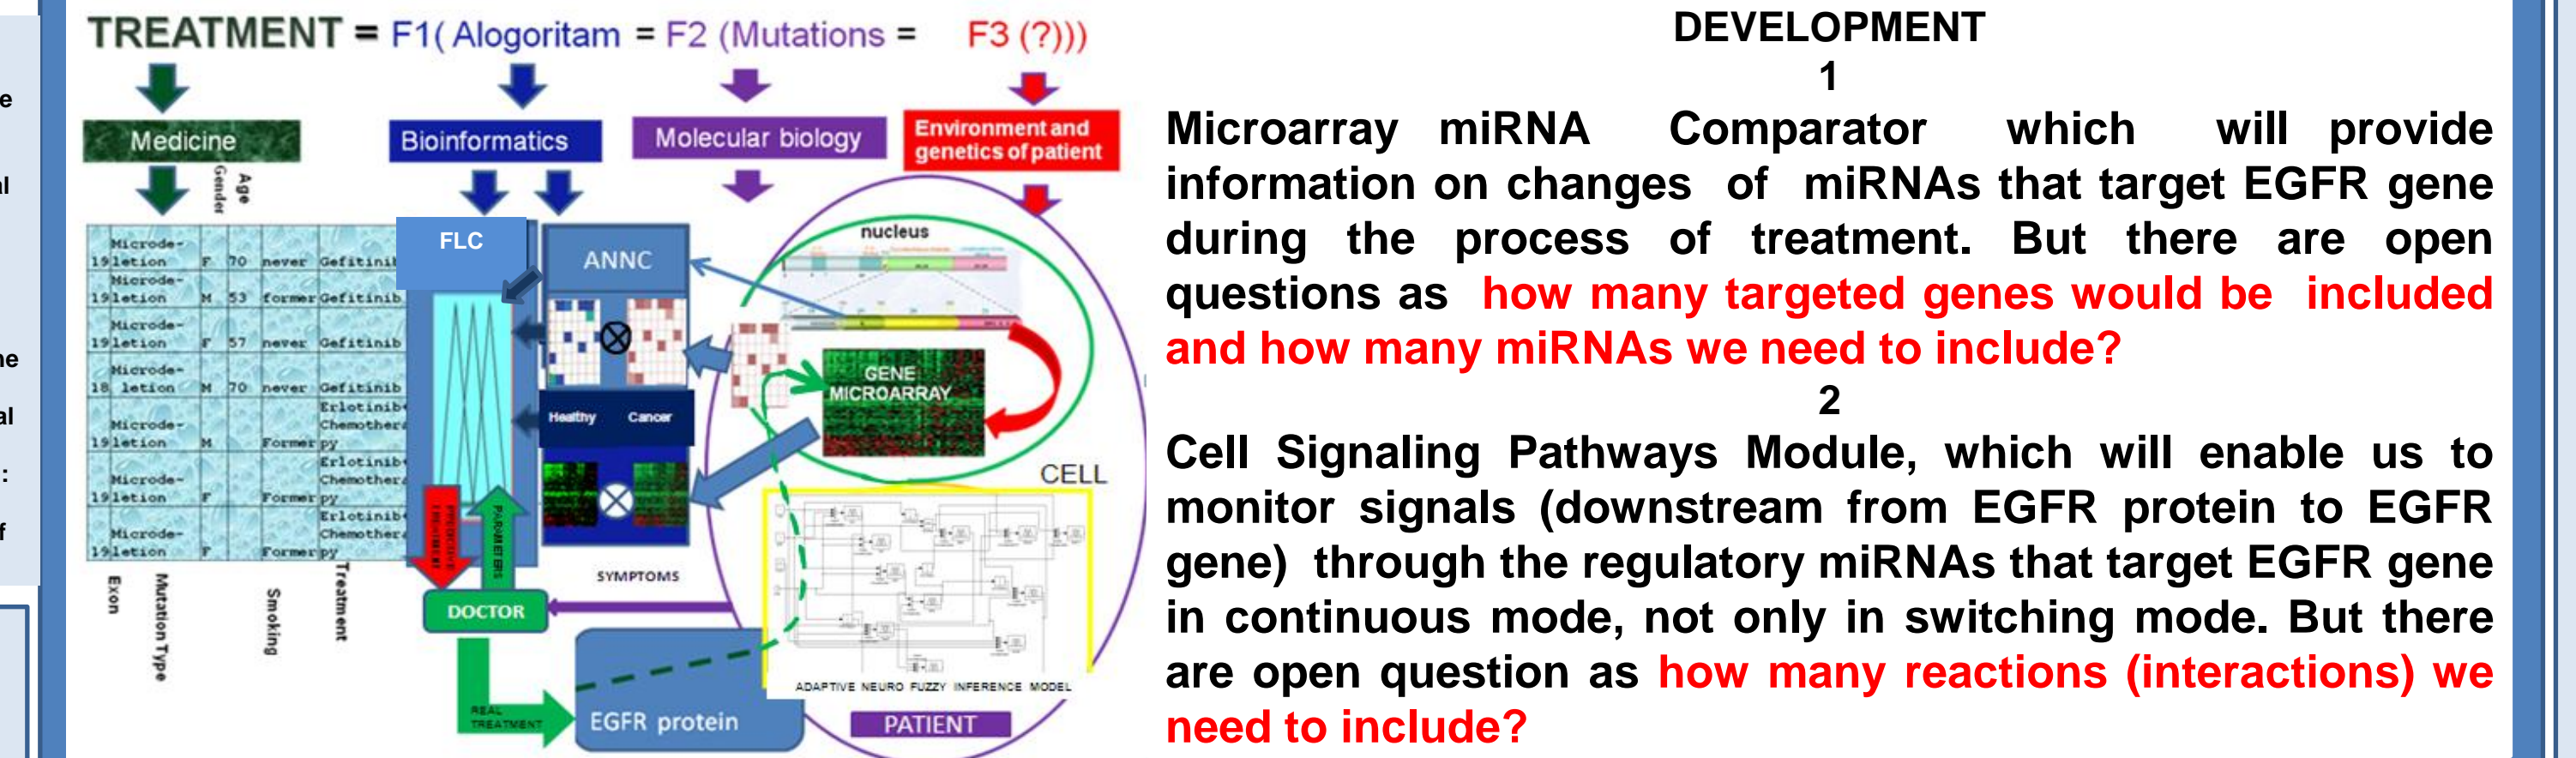 TREATMENT = F1( Alogoritam = F2 (Mutations = F3 (?)))
Medicine
Bioinformatics
Molecular biology
Environment and
genetics of patient
Gender
Age
Microde-
19 letion F 70 never Gefitinib
Microde-
19 letion M 53 former Gefitinib
Microde-
19 letion F 57 never Gefitinib
Microde-
18 letion M 70 never Gefitinib
Erlotinib+
Microde- Chemothera
19 letion M Former py
Erlotinib+
Microde- Chemothera
19 letion F Former py
Erlotinib+
Microde- Chemothera
19 letion F Former py
Exon
Mutation Type
Smoking
Treatment
FLC
ANNC
Healthy Cancer
TREATMENT
PARAMETERS
SYMPTOMS
DOCTOR
REAL
TREATMENT
EGFR protein
nucleus
GENE
MICROARRAY
CELL
ADAPTIVE NEURO FUZZY INFERENCE MODEL
PATIENT
DEVELOPMENT
1
Microarray miRNA Comparator which will provide
information on changes of miRNAs that target EGFR gene
during the process of treatment. But there are open
questions as how many targeted genes would be included
and how many miRNAs we need to include?
2
Cell Signaling Pathways Module, which will enable us to
monitor signals (downstream from EGFR protein to EGFR
gene) through the regulatory miRNAs that target EGFR gene
in continuous mode, not only in switching mode. But there
are open question as how many reactions (interactions) we
need to include?